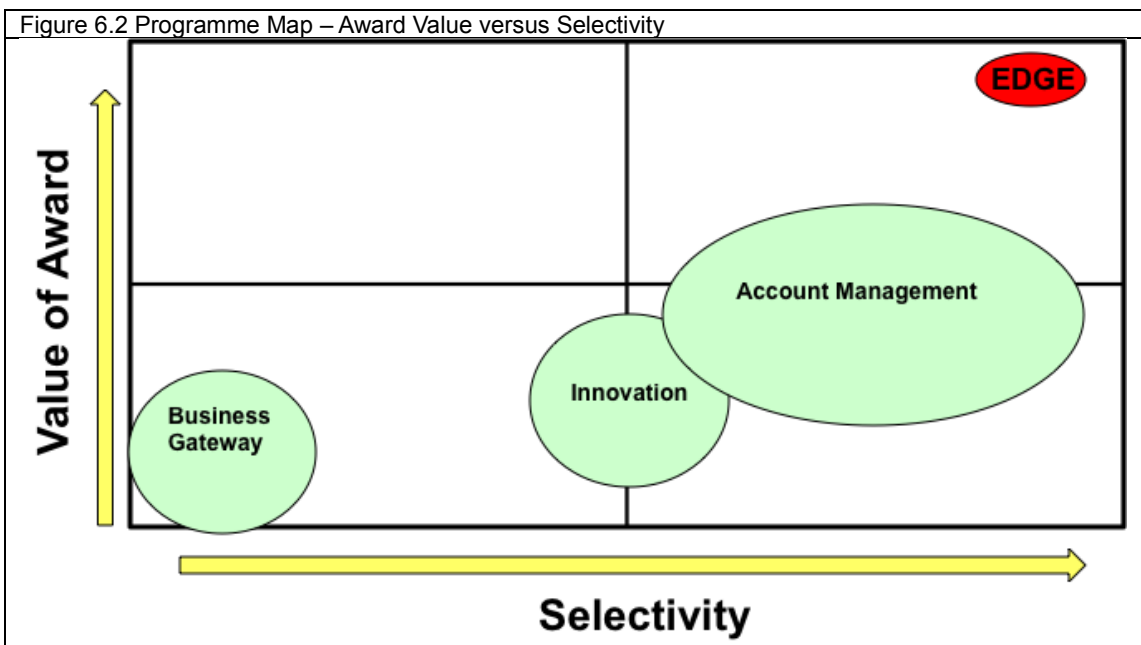 Figure 6.2 Programme Map – Award Value versus Selectivity
EDGE
Value of Award
Account Management
Innovation
Business
Gateway
Selectivity